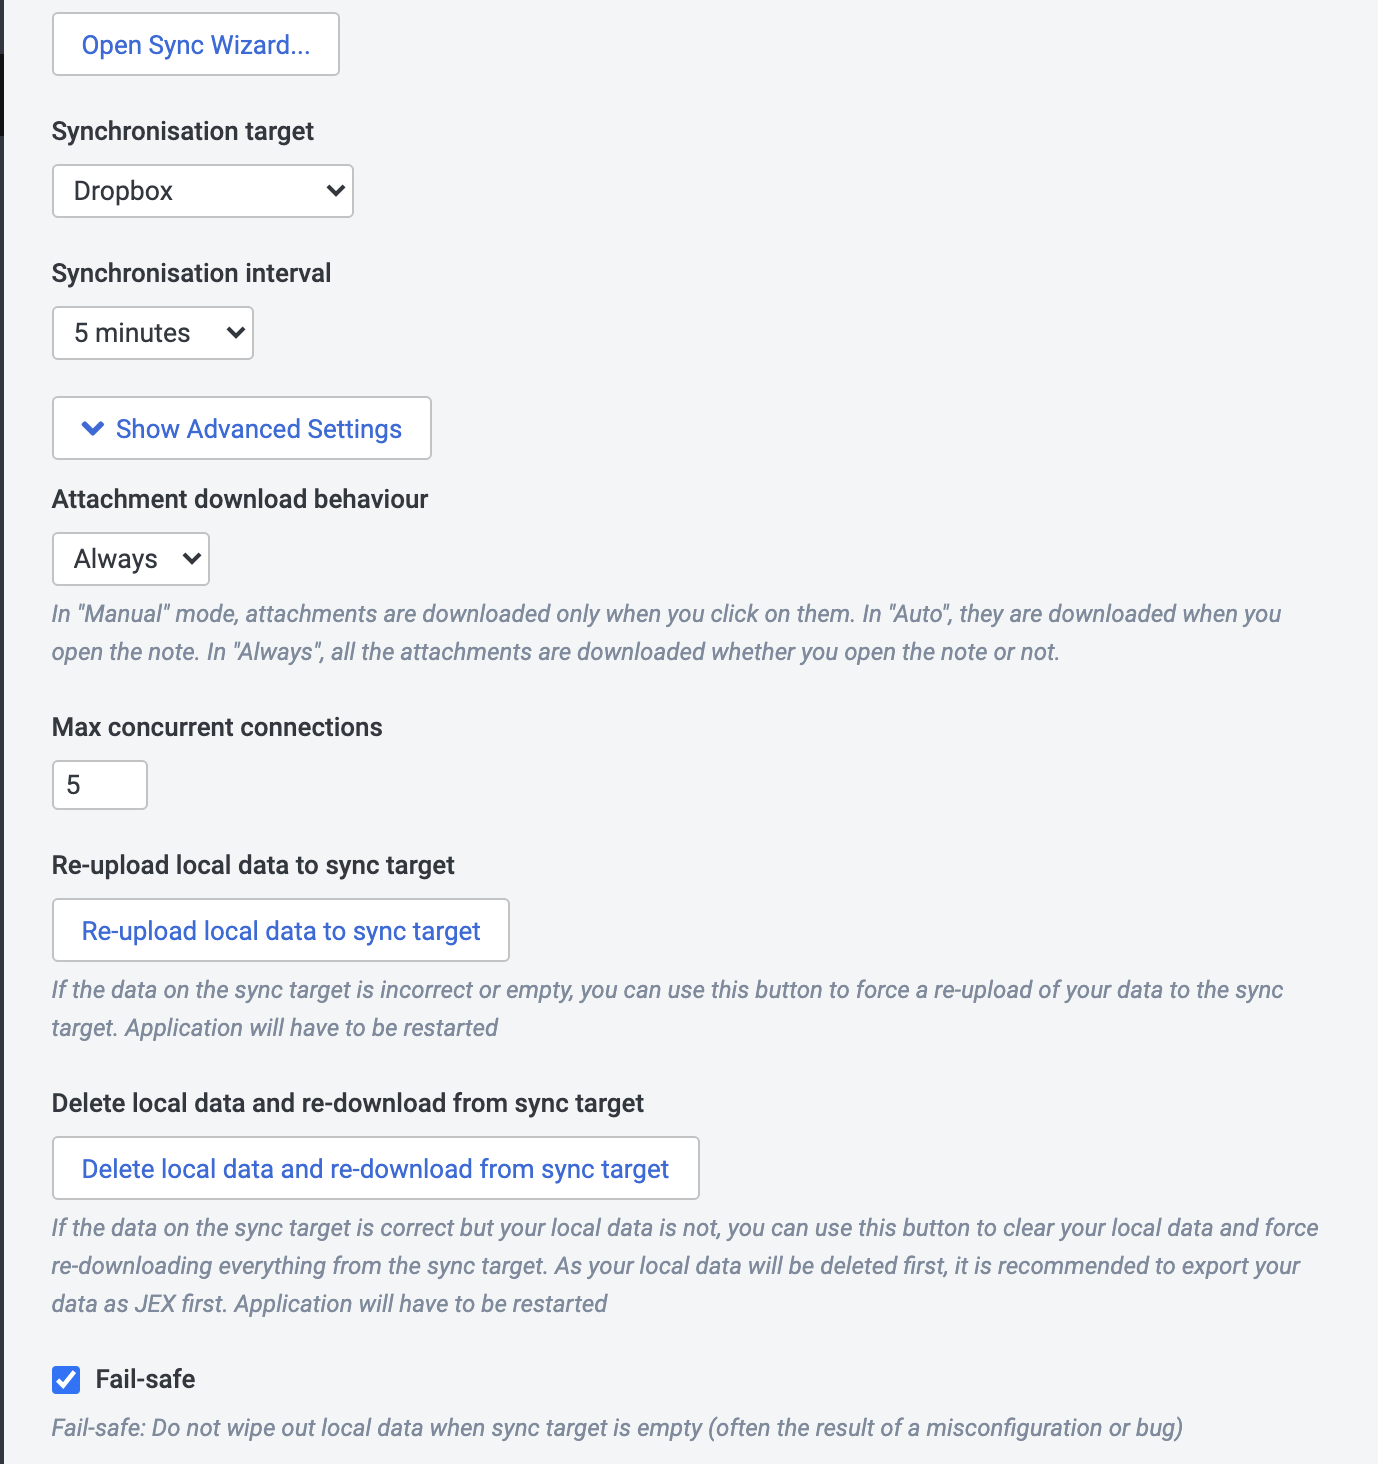 Open Sync Wizard...
Synchronisation target
Dropbox
Synchronisation interval
5 minutes
Show Advanced Settings
Attachment download behaviour
Always
In "Manual" mode, attachments are downloaded only when you click on them. In "Auto", they are downloaded when you
open the note. In "Always", all the attachments are downloaded whether you open the note or not.
Max concurrent connections
5
Re-upload local data to sync target
Re-upload local data to sync target
If the data on the sync target is incorrect or empty, you can use this button to force a re-upload of your data to the sync
target. Application will have to be restarted
Delete local data and re-download from sync target
Delete local data and re-download from sync target
If the data on the sync target is correct but your local data is not, you can use this button to clear your local data and force
re-downloading everything from the sync target. As your local data will be deleted first, it is recommended to export your
data as JEX first. Application will have to be restarted
Fail-safe
Fail-safe: Do not wipe out local data when sync target is empty (often the result of a misconfiguration or bug)